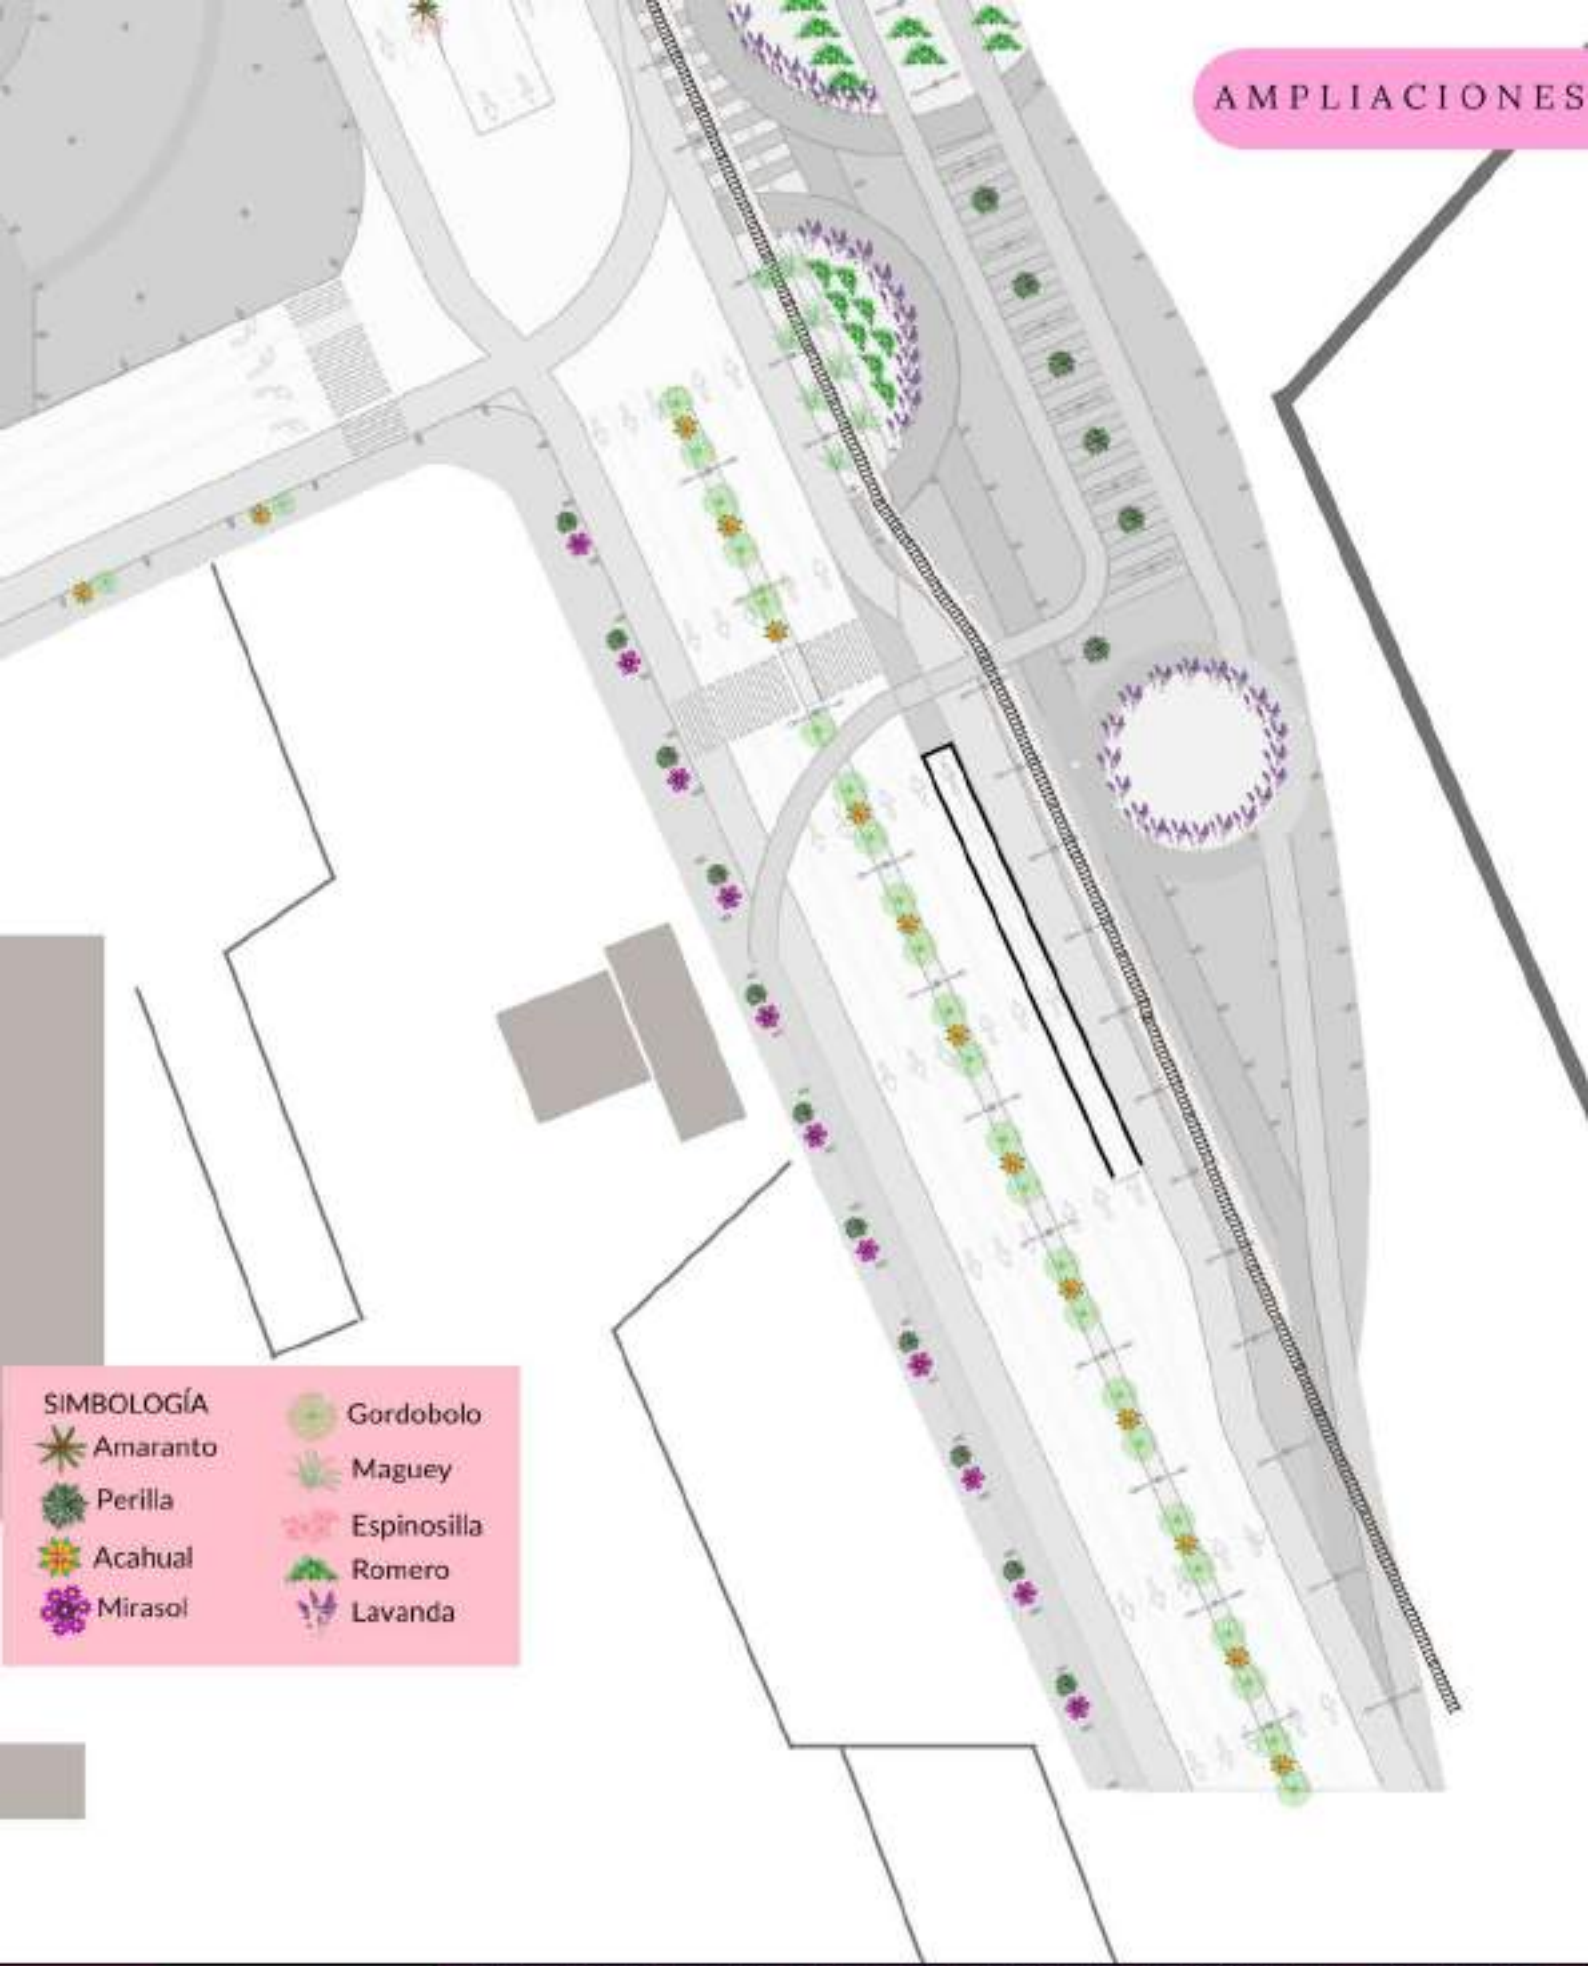 AMPLIACIONES
SIMBOLOGÍA
Amaranto
Perilla
Acahual
Mirasol
Gordobolo
Maguey
Espinosilla
Romero
Lavanda